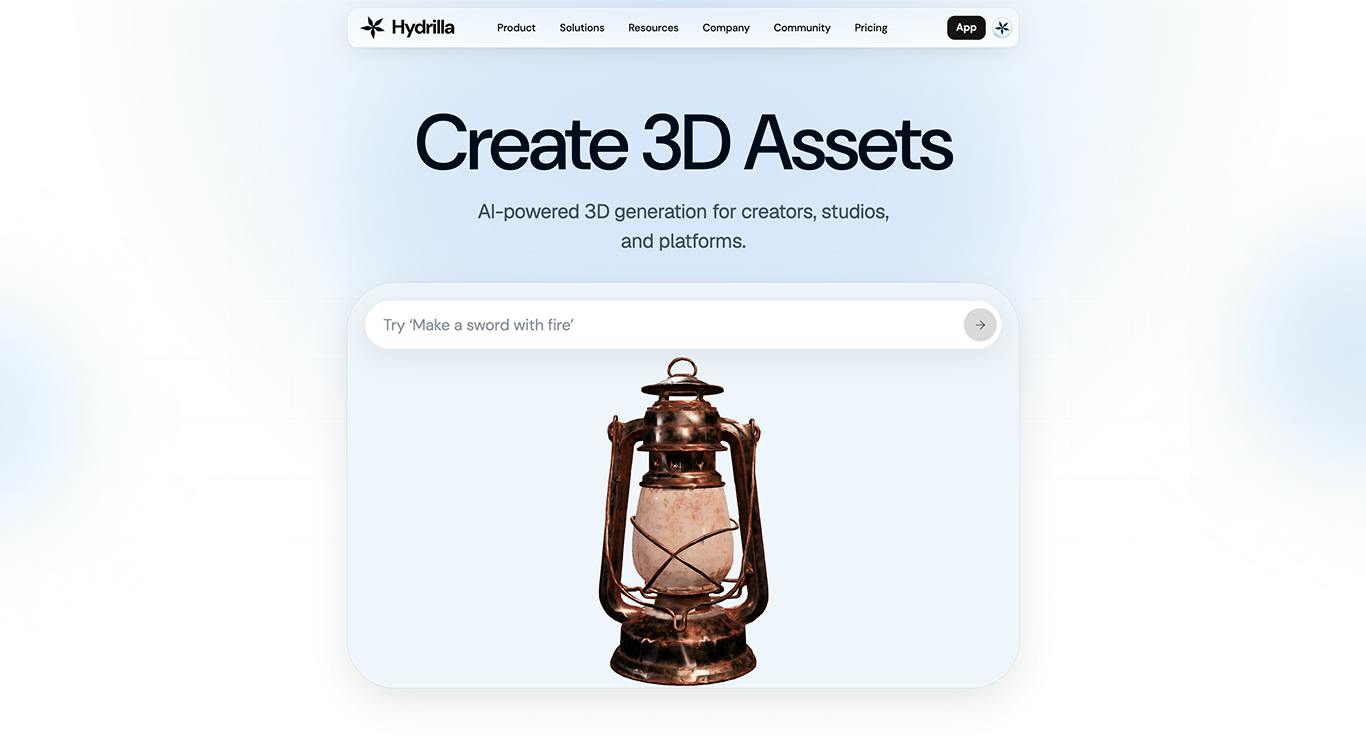 Hydrilla
Product
Solutions
Resources
Company
Community
Pricing
App
Create 3D Assets
AI-powered 3D generation for creators, studios,
and platforms.
Try ‘Make a sword with fire’